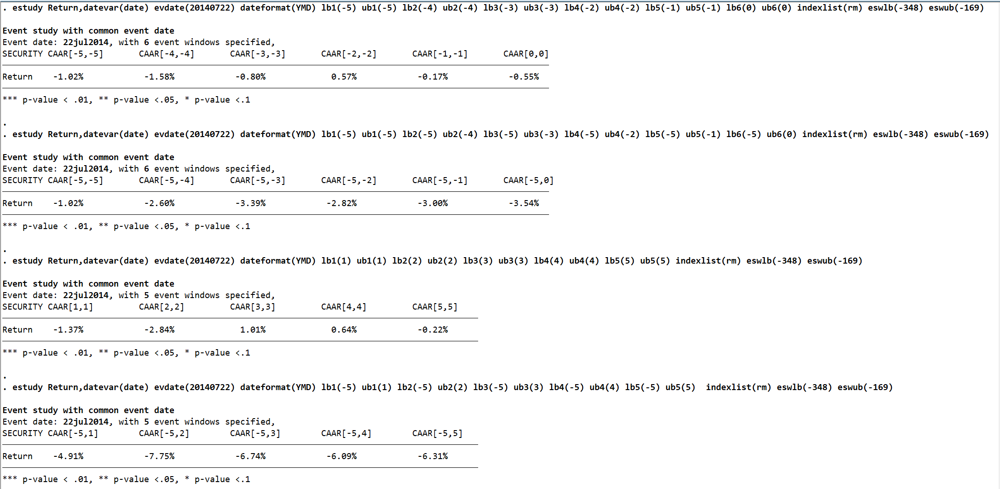 . estudy Return,datevar(date) evdate(20140722) dateformat(YMD) lb1(-5) ub1(-5) lb2(-4) ub2(-4) lb3(-3) ub3(-3) lb4(-2) ub4(-2) lb5(-1) ub5(-1) lb6(0) ub6(0) indexlist(rm) eswlb(-348) eswub(-169)
Event study with common event date
Event date: 22jul2014, with 6 event windows specified,
SECURITY CAAR[-5,-5] CAAR[-4,-4] CAAR[-3,-3] CAAR[-2,-2] CAAR[-1,-1] CAAR[0,0]
Return -1.02% -1.58% -0.80% 0.57% -0.17% -0.55%
*** p-value < .01, ** p-value <.05, * p-value <.1
.
. estudy Return,datevar(date) evdate(20140722) dateformat(YMD) lb1(-5) ub1(-5) lb2(-5) ub2(-4) lb3(-5) ub3(-3) lb4(-5) ub4(-2) lb5(-5) ub5(-1) lb6(-5) ub6(0) indexlist(rm) eswlb(-348) eswub(-169)
Event study with common event date
Event date: 22jul2014, with 6 event windows specified,
SECURITY CAAR[-5,-5] CAAR[-5,-4] CAAR[-5,-3] CAAR[-5,-2] CAAR[-5,-1] CAAR[-5,0]
Return -1.02% -2.60% -3.39% -2.82% -3.00% -3.54%
*** p-value < .01, ** p-value <.05, * p-value <.1
.
. estudy Return,datevar(date) evdate(20140722) dateformat(YMD) lb1(1) ub1(1) lb2(2) ub2(2) lb3(3) ub3(3) lb4(4) ub4(4) lb5(5) ub5(5) indexlist(rm) eswlb(-348) eswub(-169)
Event study with common event date
Event date: 22jul2014, with 5 event windows specified,
SECURITY CAAR[1,1] CAAR[2,2] CAAR[3,3] CAAR[4,4] CAAR[5,5]
Return -1.37% -2.84% 1.01% 0.64% -0.22%
*** p-value < .01, ** p-value <.05, * p-value <.1
.
. estudy Return,datevar(date) evdate(20140722) dateformat(YMD) lb1(-5) ub1(1) lb2(-5) ub2(2) lb3(-5) ub3(3) lb4(-5) ub4(4) lb5(-5) ub5(5)  indexlist(rm) eswlb(-348) eswub(-169)
Event study with common event date
Event date: 22jul2014, with 5 event windows specified,
SECURITY CAAR[-5,1] CAAR[-5,2] CAAR[-5,3] CAAR[-5,4] CAAR[-5,5]
Return -4.91% -7.75% -6.74% -6.09% -6.31%
*** p-value < .01, ** p-value <.05, * p-value <.1